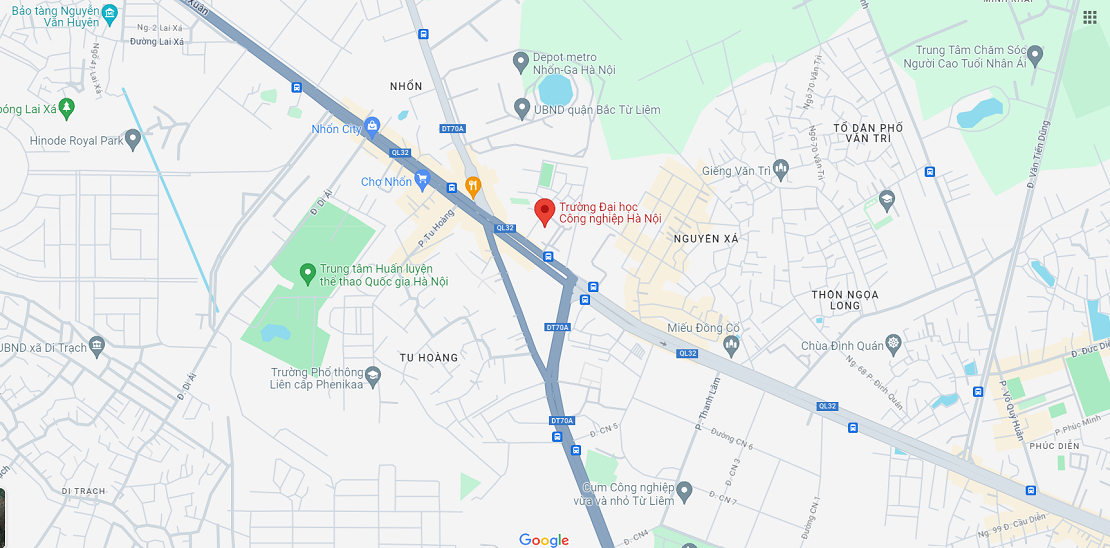 Bảo tàng Nguyễn
Văn Huyên
Xuân
Ng. 2 Lai Xá
Đường Lai Xá
Ngõ 41 Lai Xá
bóng Lai Xá
Hinode Royal Park
NHỔN
Depot metro
Nhổn-Ga Hà Nội
UBND quận Bắc Từ Liêm
MINH KHAI
Trung Tâm Chăm Sóc
Người Cao Tuổi Nhân Ái
Ngõ 70 Văn Trì
Ngõ 70 Văn Trì
TỔ DÂN PHỐ
VĂN TRÌ
Đ. Văn Tiến Dũng
Nhổn City
ĐT70A
QL32
Chợ Nhổn
Giếng Văn Trì
Đ. Dị Ái
P. Tu Hoàng
Trường Đại học
Công nghiệp Hà Nội
QL32
NGUYÊN XÁ
Trung tâm Huấn luyện
thể thao Quốc gia Hà Nội
THÔN NGỌA
LONG
ĐT70A
Miếu Đồng Cổ
Chùa Đình Quán
QL32
UBND xã Di Trạch
TU HOÀNG
Đ. Đức Diễn
Trường Phổ thông
Liên cấp Phenikaa
Đ. Dị Ái
P. Thanh Lâm
Ng. 68 P. Đình Quán
P. Võ Quý Huân
QL32
ĐT70A
Đ. CN 5
Đường CN 6
P. Phúc Minh
PHÚC DIỄN
Đ. CN 3
DI TRẠCH
Cụm Công nghiệp
vừa và nhỏ Từ Liêm
Đ. CN 7
Đường CN 1
Đ. CN4
Ng. 99 Đ. Cầu Diễn
Google